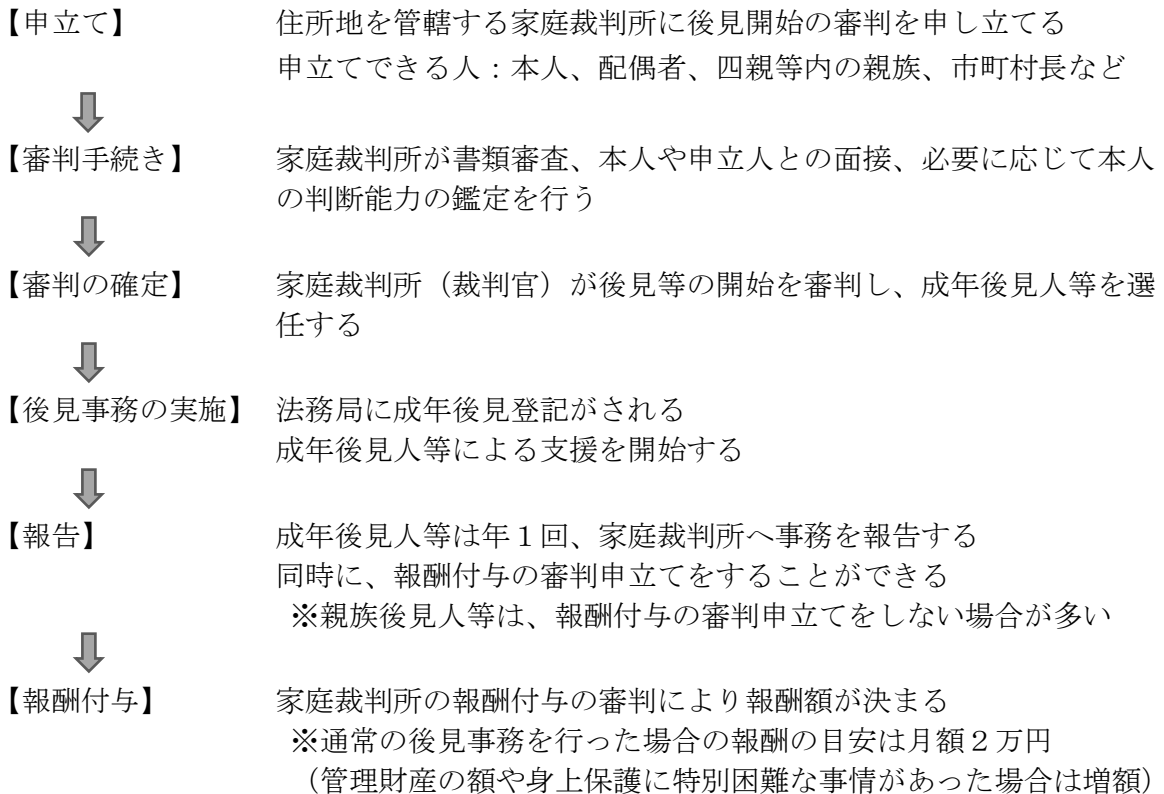 【申立て】 住所地を管轄する家庭裁判所に後見開始の審判を申し立てる
申立てできる人：本人、配偶者、四親等内の親族、市町村長など
【審判手続き】 家庭裁判所が書類審査、本人や申立人との面接、必要に応じて本人
の判断能力の鑑定を行う
【審判の確定】 家庭裁判所（裁判官）が後見等の開始を審判し、成年後見人等を選
任する
【後見事務の実施】 法務局に成年後見登記がされる
成年後見人等による支援を開始する
【報告】 成年後見人等は年１回、家庭裁判所へ事務を報告する
同時に、報酬付与の審判申立てをすることができる
※親族後見人等は、報酬付与の審判申立てをしない場合が多い
【報酬付与】 家庭裁判所の報酬付与の審判により報酬額が決まる
※通常の後見事務を行った場合の報酬の目安は月額２万円
（管理財産の額や身上保護に特別困難な事情があった場合は増額）